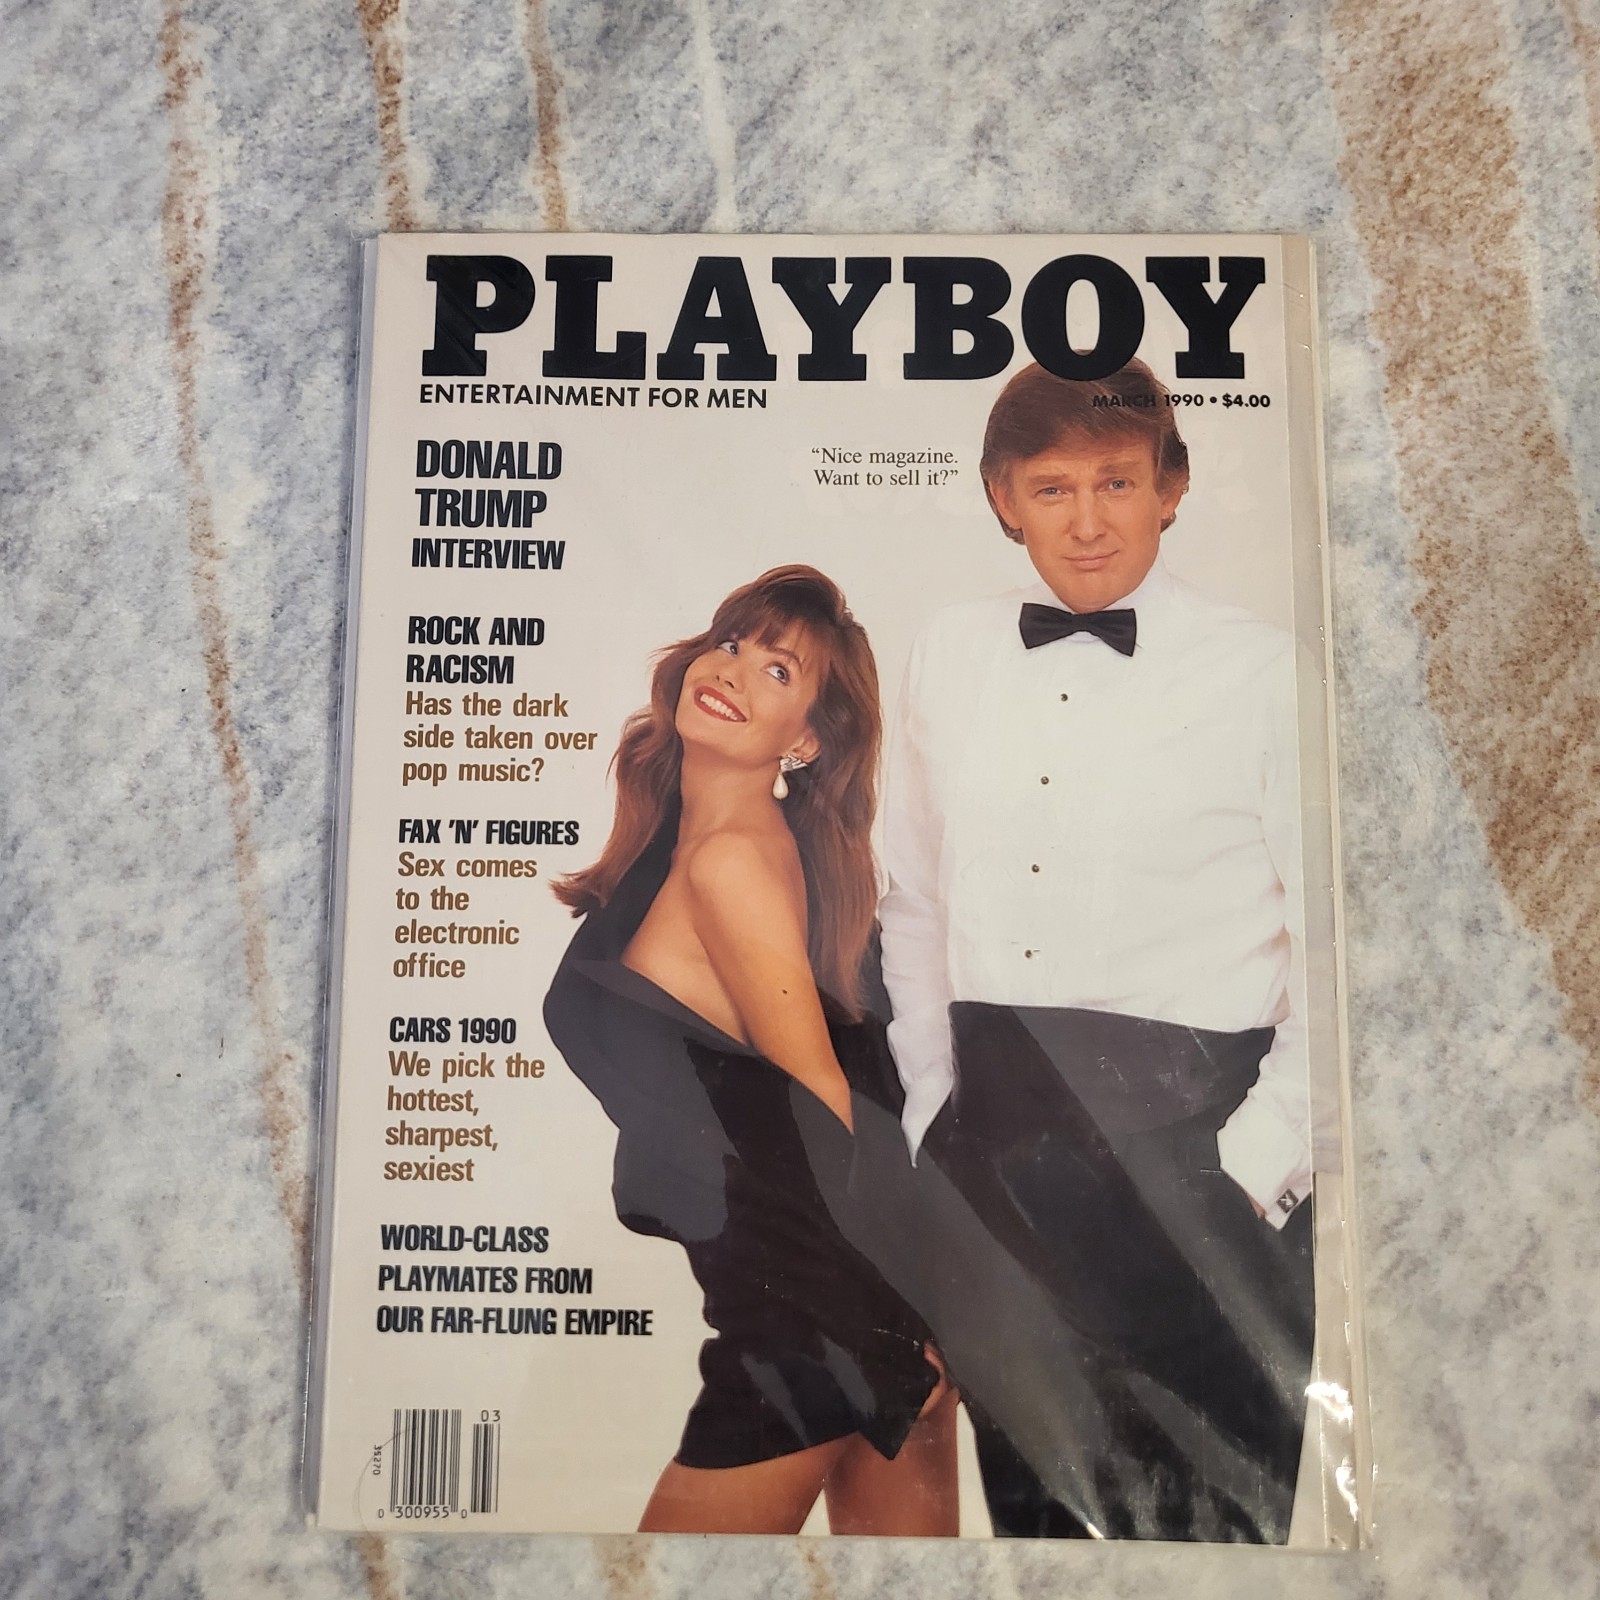 PLAYBOY
ENTERTAINMENT FOR MEN
MARCH 1990 • $4.00
DONALD
TRUMP
INTERVIEW
“Nice magazine.
Want to sell it?”
ROCK AND
RACISM
Has the dark
side taken over
pop music?
FAX 'N' FIGURES
Sex comes
to the
electronic
office
CARS 1990
We pick the
hottest,
sharpest,
sexiest
WORLD-CLASS
PLAYMATES FROM
OUR FAR-FLUNG EMPIRE
03
35270
0 300955 0